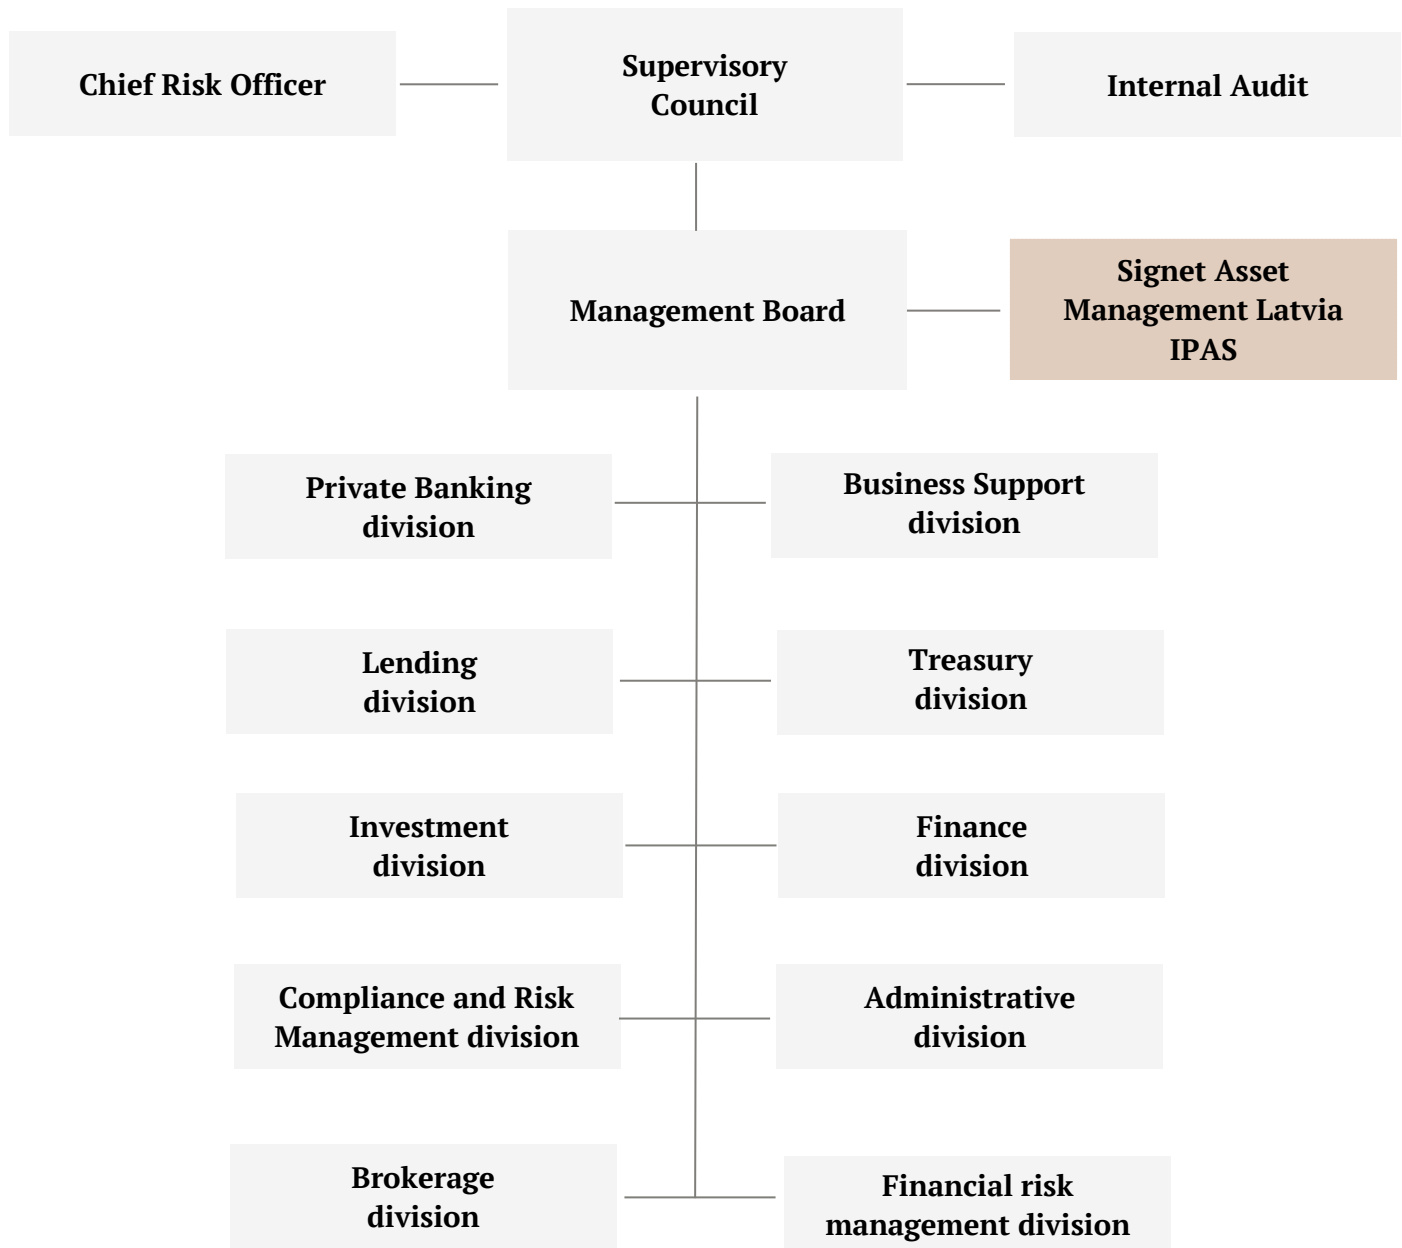 Chief Risk Officer
Supervisory
Council
Internal Audit
Management Board
Signet Asset
Management Latvia
IPAS
Private Banking
division
Business Support
division
Lending
division
Treasury
division
Investment
division
Finance
division
Compliance and Risk
Management division
Administrative
division
Brokerage
division
Financial risk
management division